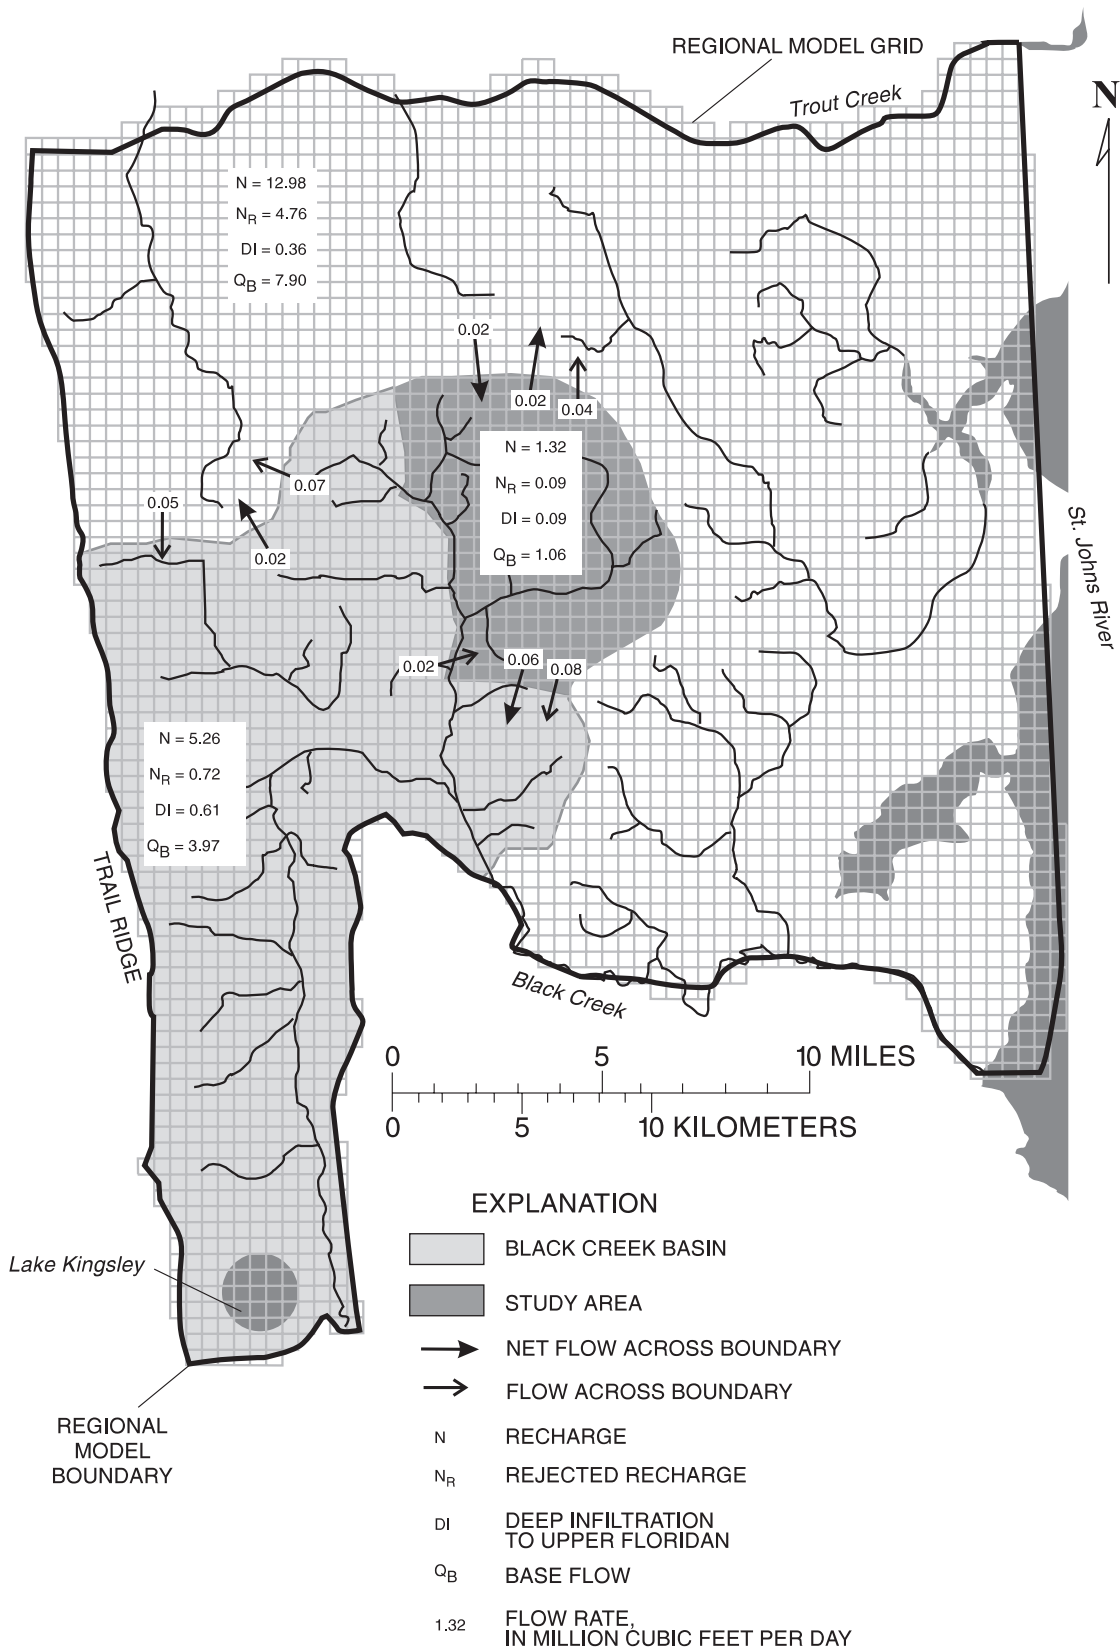 REGIONAL MODEL GRID
Trout Creek
N
N = 12.98
NR = 4.76
DI = 0.36
QB = 7.90
0.02
0.02
0.04
N = 1.32
NR = 0.09
DI = 0.09
QB = 1.06
0.07
0.05
0.02
St. Johns River
0.02
0.06
0.08
N = 5.26
NR = 0.72
DI = 0.61
QB = 3.97
TRAIL RIDGE
Black Creek
0 5 10 MILES
0 5 10 KILOMETERS
Lake Kingsley
REGIONAL
MODEL
BOUNDARY
EXPLANATION
BLACK CREEK BASIN
STUDY AREA
NET FLOW ACROSS BOUNDARY
FLOW ACROSS BOUNDARY
N RECHARGE
NR REJECTED RECHARGE
DI DEEP INFILTRATION
TO UPPER FLORIDAN
QB BASE FLOW
1.32 FLOW RATE,
IN MILLION CUBIC FEET PER DAY